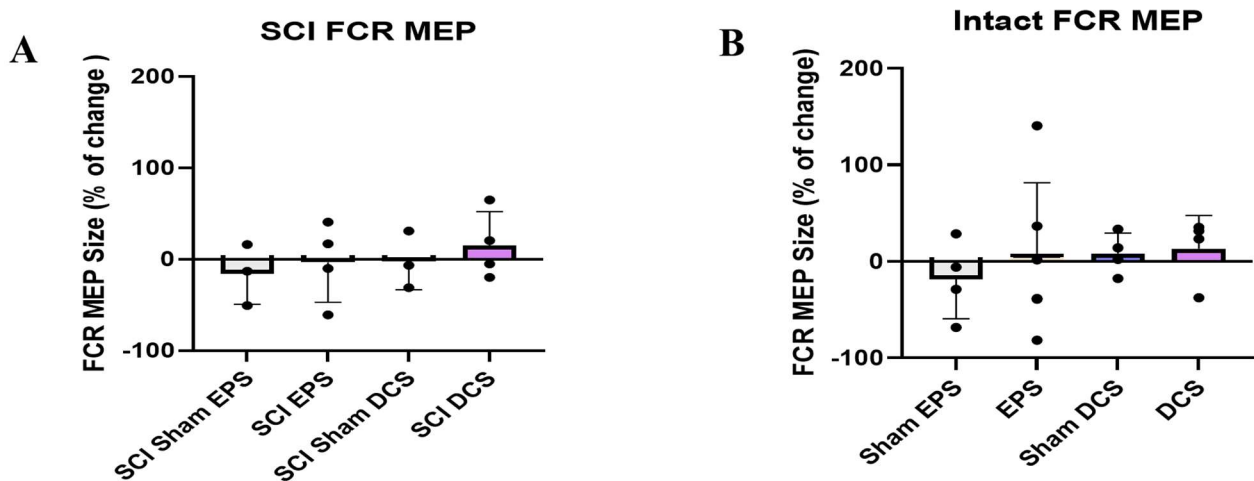 A
SCI FCR MEP
FCR MEP Size (% of change )
200
100
0
-100
SCI Sham EPS
SCI EPS
SCI Sham DCS
SCI DCS
B
Intact FCR MEP
FCR MEP Size (% of change)
200
100
0
-100
Sham EPS
EPS
Sham DCS
DCS